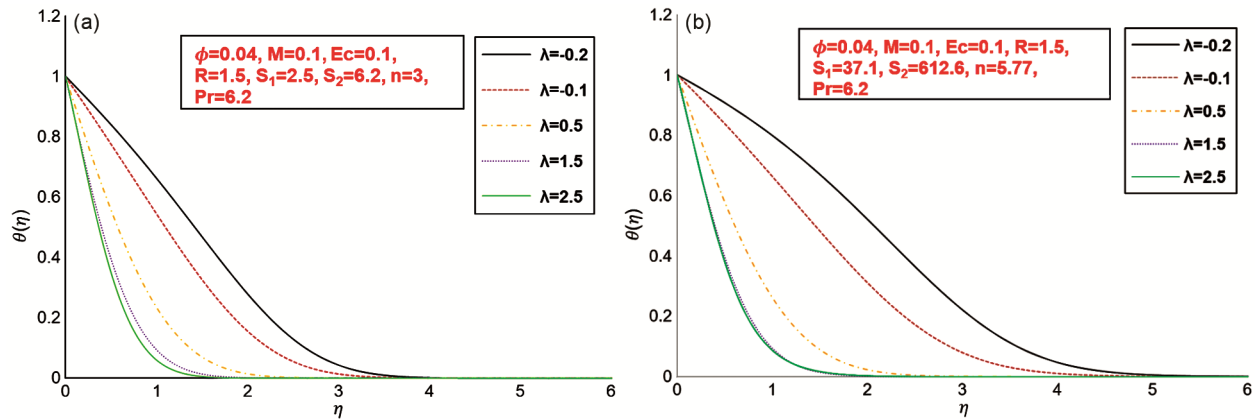 (a)
1.2
1
0.8
0.6
0.4
0.2
0
θ(η)
ϕ=0.04, M=0.1, Ec=0.1,
R=1.5, S₁=2.5, S₂=6.2, n=3,
Pr=6.2
λ=-0.2
λ=-0.1
λ=0.5
λ=1.5
λ=2.5
0 1 2 3 4 5 6
η
(b)
1.2
1
0.8
0.6
0.4
0.2
0
θ(η)
ϕ=0.04, M=0.1, Ec=0.1, R=1.5,
S₁=37.1, S₂=612.6, n=5.77,
Pr=6.2
λ=-0.2
λ=-0.1
λ=0.5
λ=1.5
λ=2.5
0 1 2 3 4 5 6
η